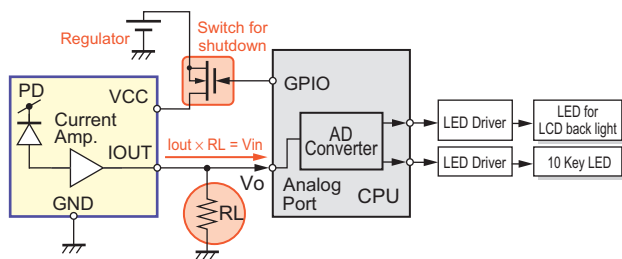 Regulator
Switch for
shutdown
PD
VCC
Current
Amp.
IOUT
GND
Iout × RL = Vin
Vo
RL
GPIO
AD
Converter
Analog
Port
CPU
LED Driver
LED for
LCD back light
LED Driver
10 Key LED